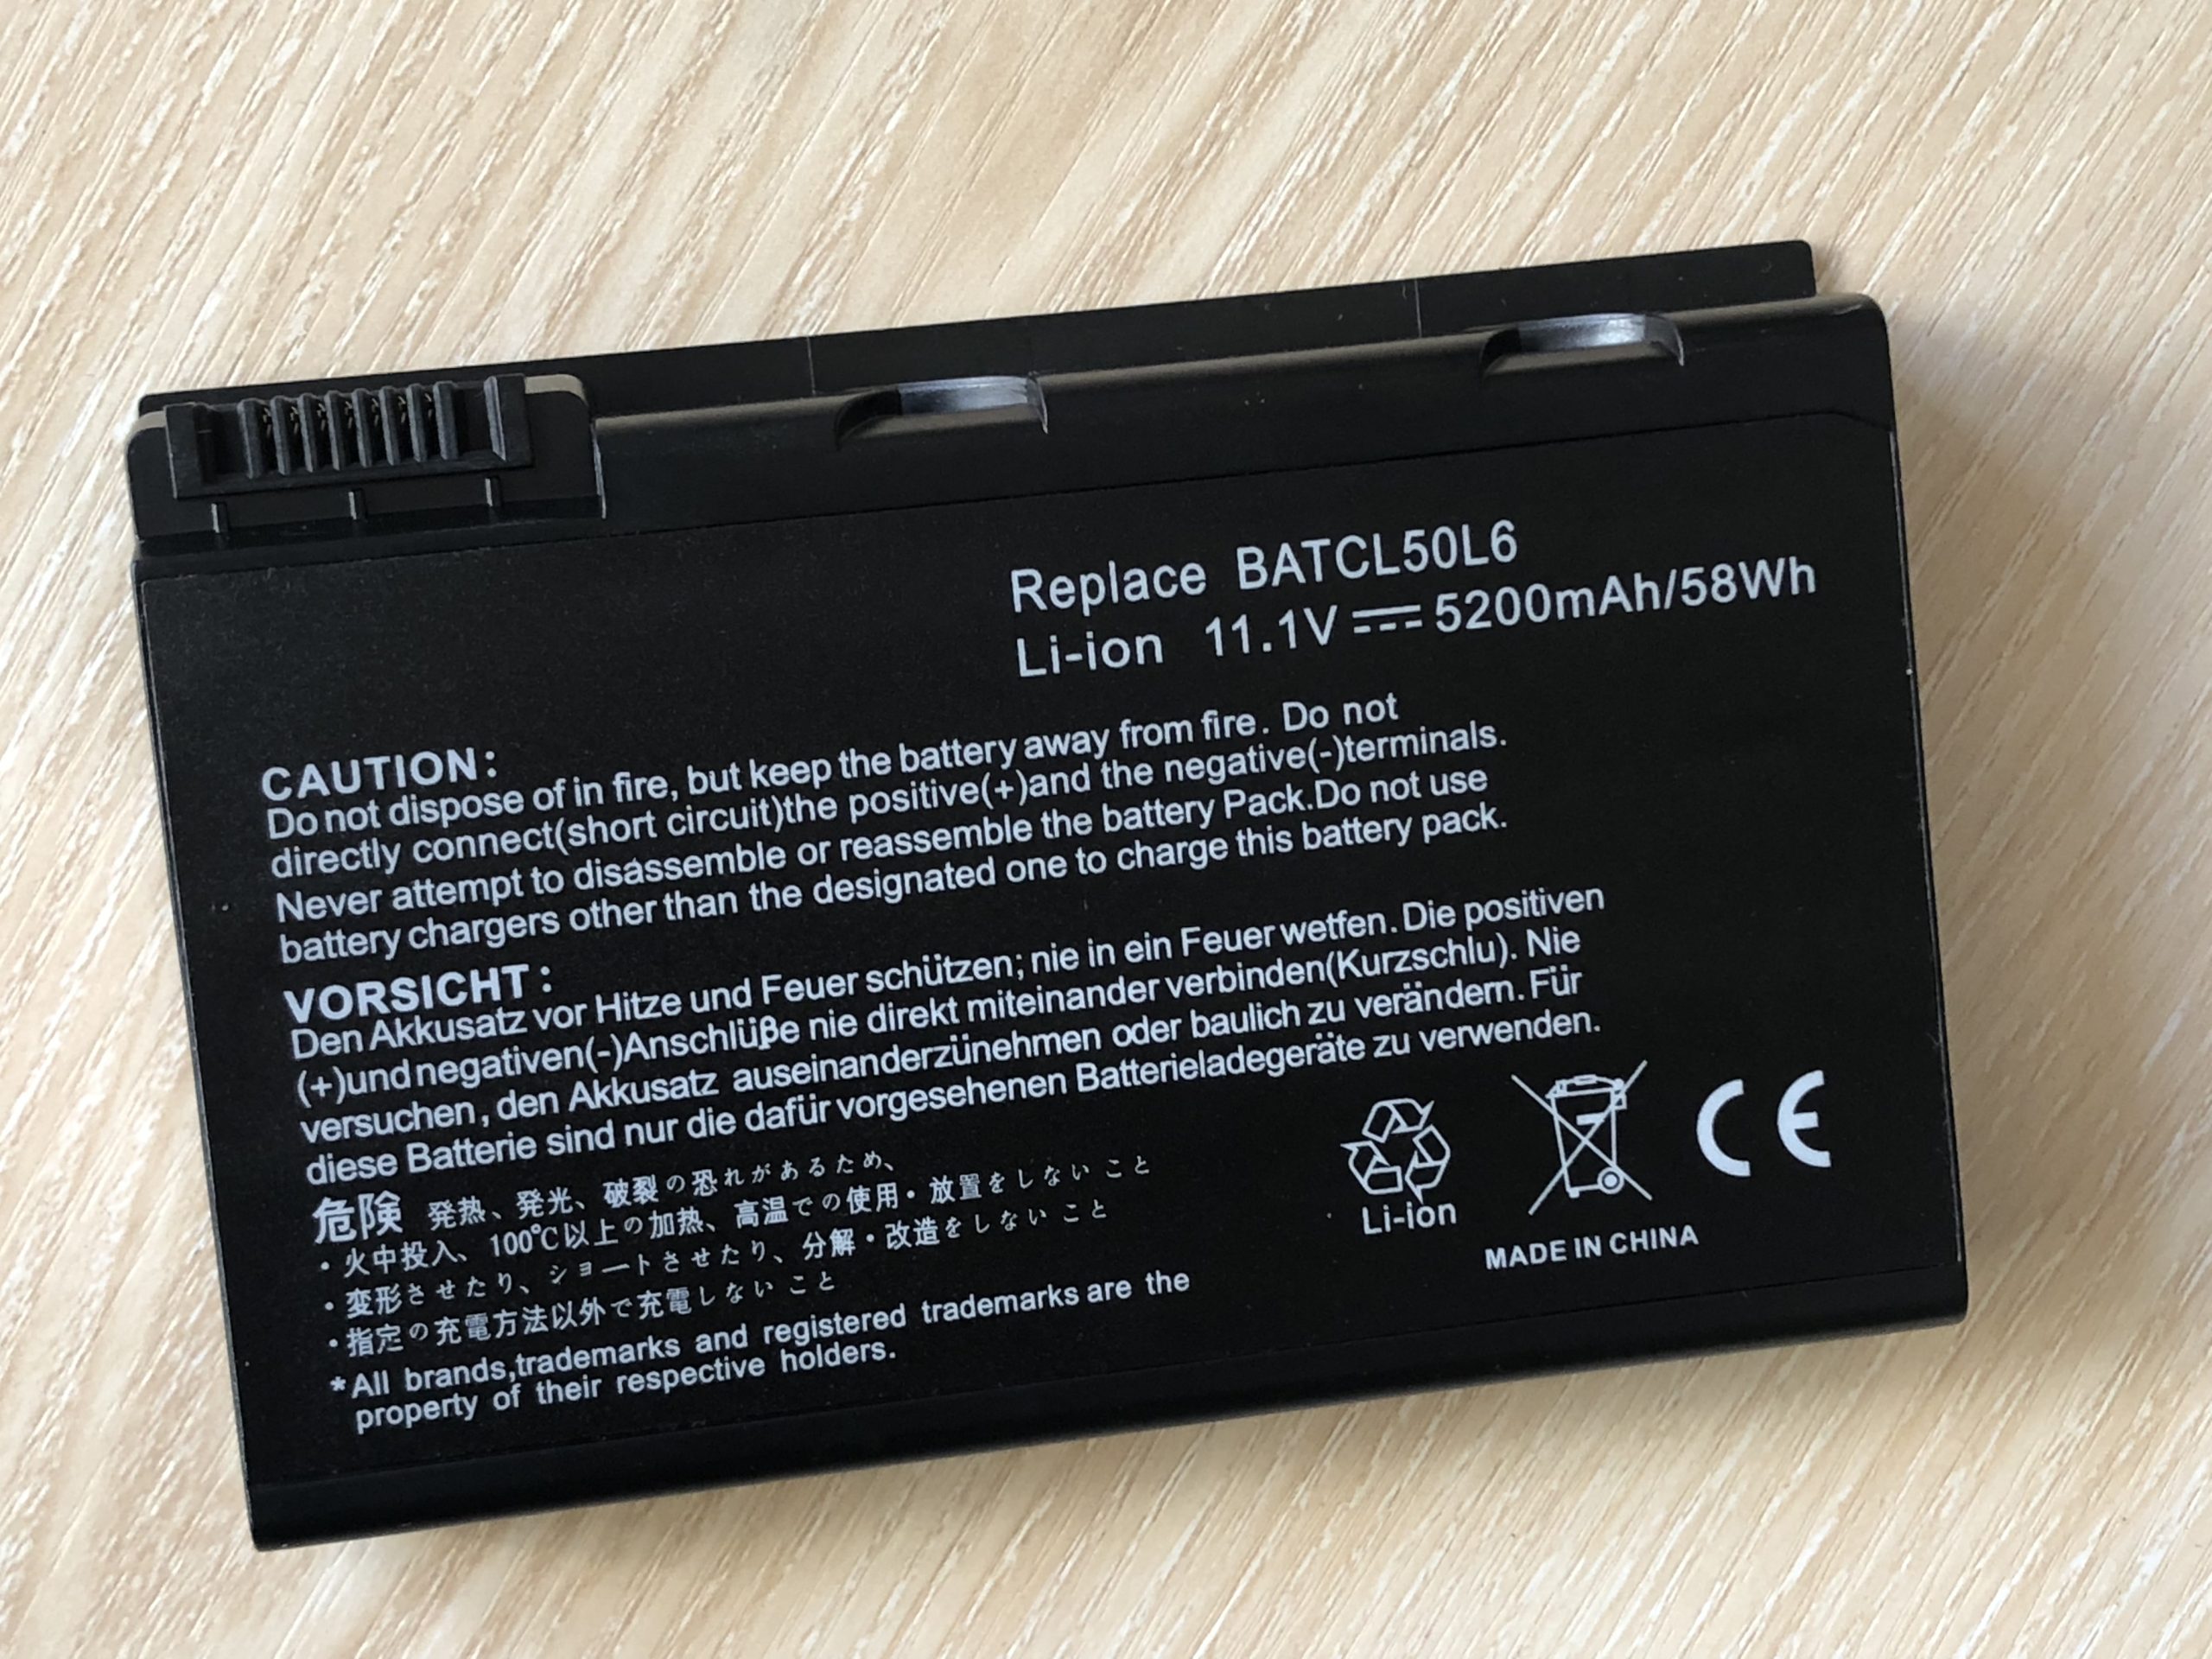 Replace BATCL50L6
Li-ion 11.1V 5200mAh/58Wh
CAUTION:
Do not dispose of in fire, but keep the battery away from fire. Do not
directly connect(short circuit)the positive(+)and the negative(-)terminals.
Never attempt to disassemble or reassemble the battery Pack.Do not use
battery chargers other than the designated one to charge this battery pack.
VORSICHT:
Den Akkusatz vor Hitze und Feuer schützen; nie in ein Feuer wetfen. Die positiven
(+)und negativen(-)Anschlüβe nie direkt miteinander verbinden(Kurzschlu). Nie
versuchen, den Akkusatz auseinanderzünehmen oder baulich zu verändem. Für
diese Batterie sind nur die dafür vorgesehenen Batterieladegeräte zu verwenden.
危険 発熱、発光、破裂の恐れがあるため、
・火中投入、100℃以上の加熱、高温での使用・放置をしないこと
・変形させたり、ショートさせたり、分解・改造をしないこと
・指定の充電方法以外で充電しないこと
*All brands,trademarks and registered trademarks are the
property of their respective holders.
Li-ion
CE
MADE IN CHINA